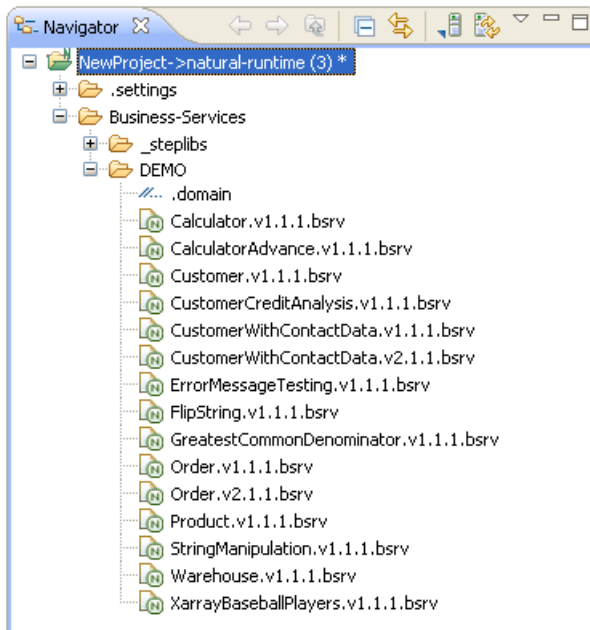 Navigator
NewProject->natural-runtime (3) *
.settings
Business-Services
_steplibs
DEMO
.domain
Calculator.v1.1.1.bsrv
CalculatorAdvance.v1.1.1.bsrv
Customer.v1.1.1.bsrv
CustomerCreditAnalysis.v1.1.1.bsrv
CustomerWithContactData.v1.1.1.bsrv
CustomerWithContactData.v2.1.1.bsrv
ErrorMessageTesting.v1.1.1.bsrv
FlipString.v1.1.1.bsrv
GreatestCommonDenominator.v1.1.1.bsrv
Order.v1.1.1.bsrv
Order.v2.1.1.bsrv
Product.v1.1.1.bsrv
StringManipulation.v1.1.1.bsrv
Warehouse.v1.1.1.bsrv
XarrayBaseballPlayers.v1.1.1.bsrv